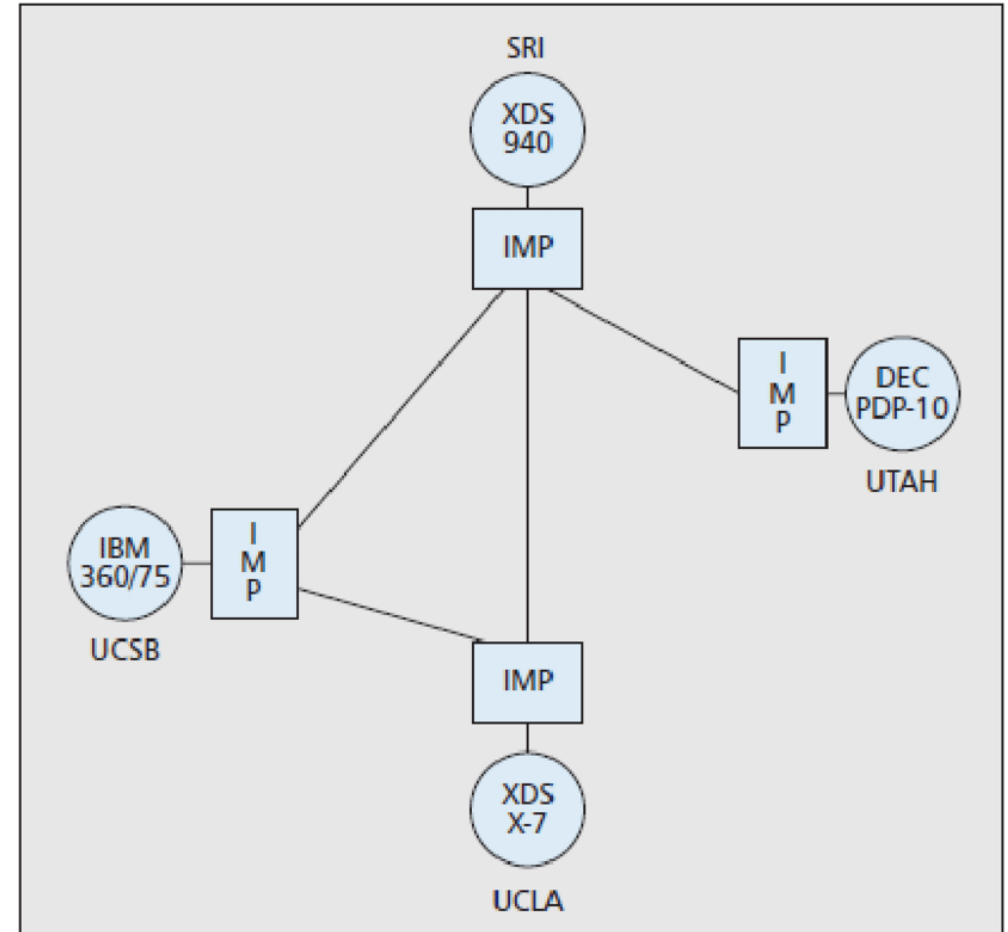 SRI
XDS
940
IMP
I
M
P
DEC
PDP-10
UTAH
IBM
360/75
I
M
P
UCSB
IMP
XDS
X-7
UCLA